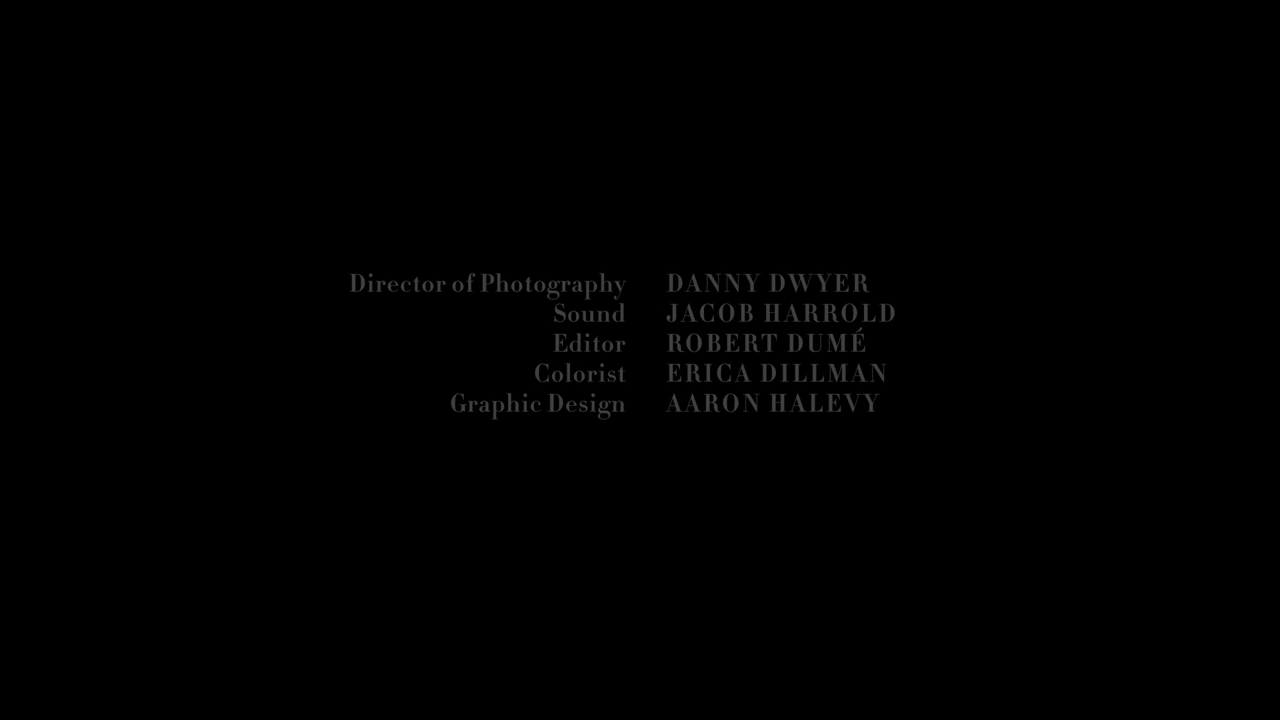 Director of Photography DANNY DWYER
Sound JACOB HARROLD
Editor ROBERT DUMÉ
Colorist ERICA DILLMAN
Graphic Design AARON HALEVY